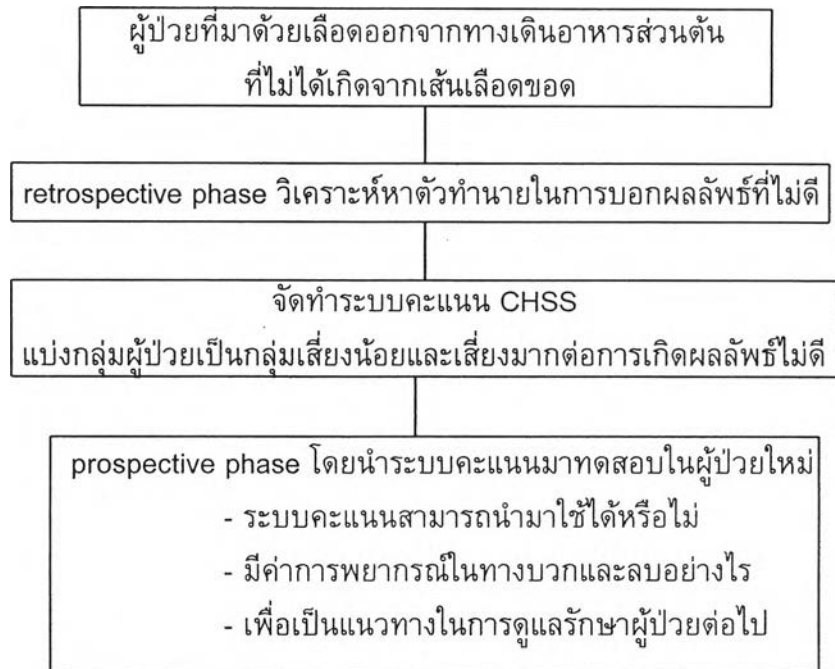 ผู้ป่วยที่มาด้วยเลือดออกจากทางเดินอาหารส่วนต้น
ที่ไม่ได้เกิดจากเส้นเลือดขอด
retrospective phase วิเคราะห์หาตัวทำนายในการบอกผลลัพธ์ที่ไม่ดี
จัดทำระบบคะแนน CHSS
แบ่งกลุ่มผู้ป่วยเป็นกลุ่มเสี่ยงน้อยและเสี่ยงมากต่อการเกิดผลลัพธ์ไม่ดี
prospective phase โดยนำระบบคะแนนมาทดสอบในผู้ป่วยใหม่
- ระบบคะแนนสามารถนำมาใช้ได้หรือไม่
- มีค่าการพยากรณ์ในทางบวกและลบอย่างไร
- เพื่อเป็นแนวทางในการดูแลรักษาผู้ป่วยต่อไป